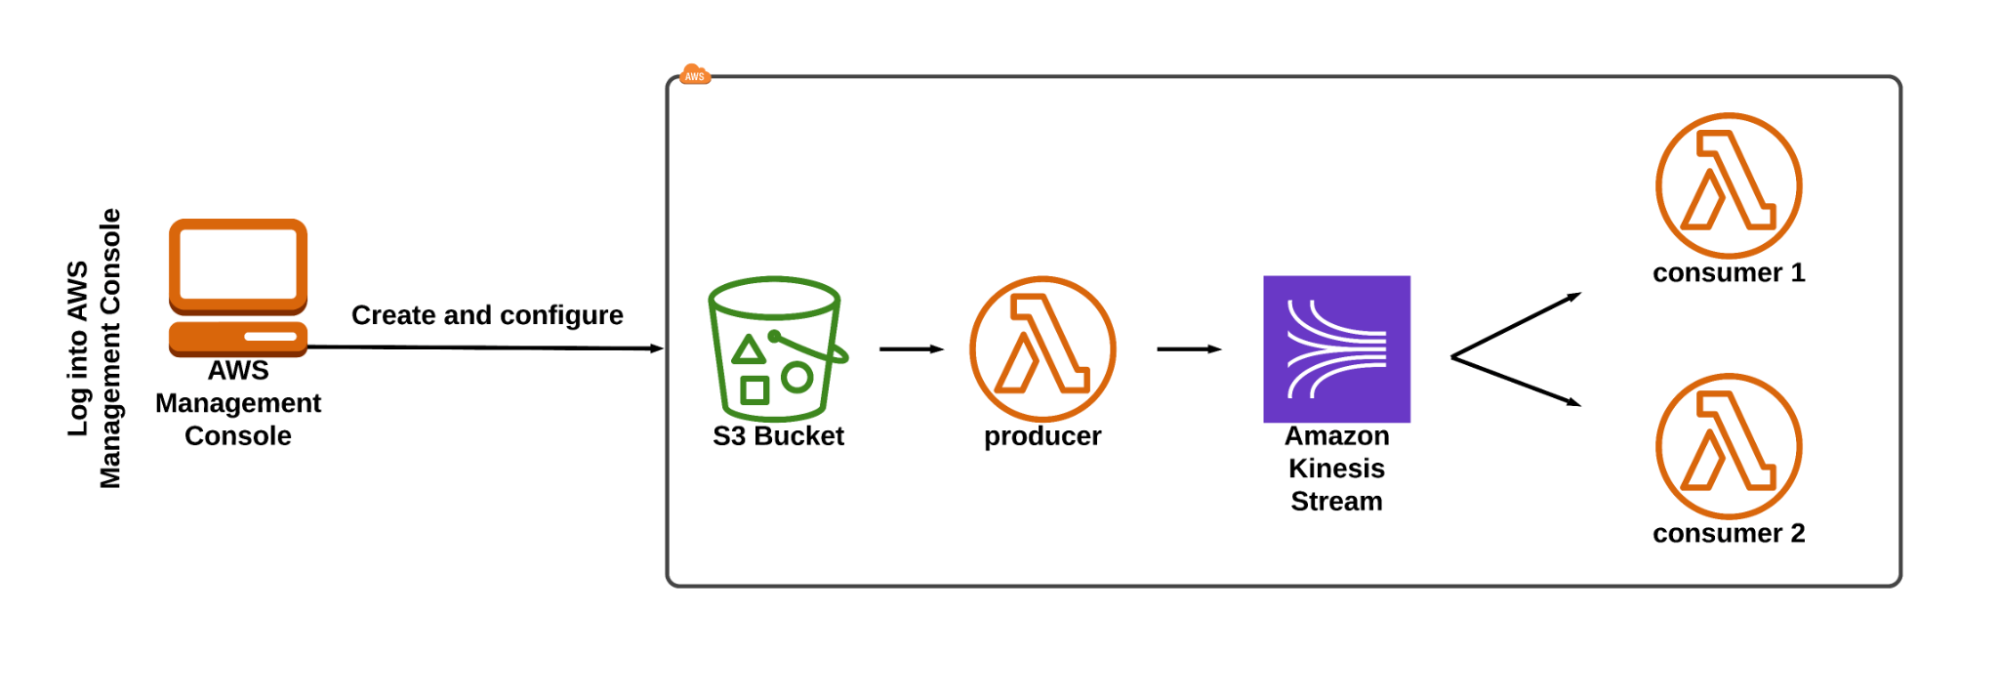 AWS
Log into AWS
Management Console
AWS
Management
Console
Create and configure
S3 Bucket
producer
Amazon
Kinesis
Stream
consumer 1
consumer 2